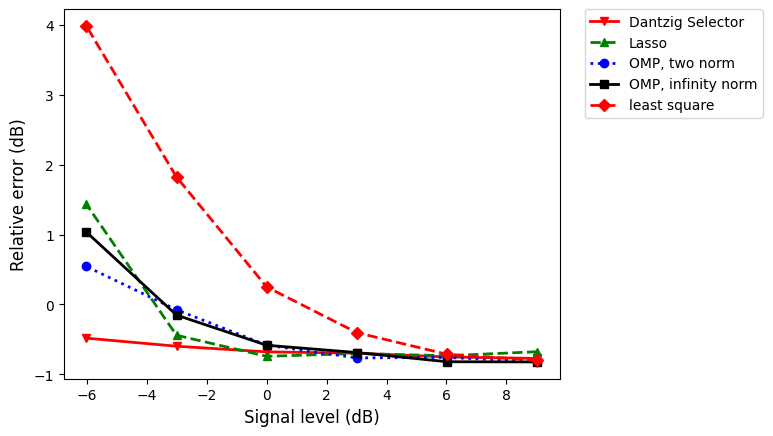 4
3
2
1
0
−1
Relative error (dB)
−6
−4
−2
0
2
4
6
8
Signal level (dB)
Dantzig Selector
Lasso
OMP, two norm
OMP, infinity norm
least square